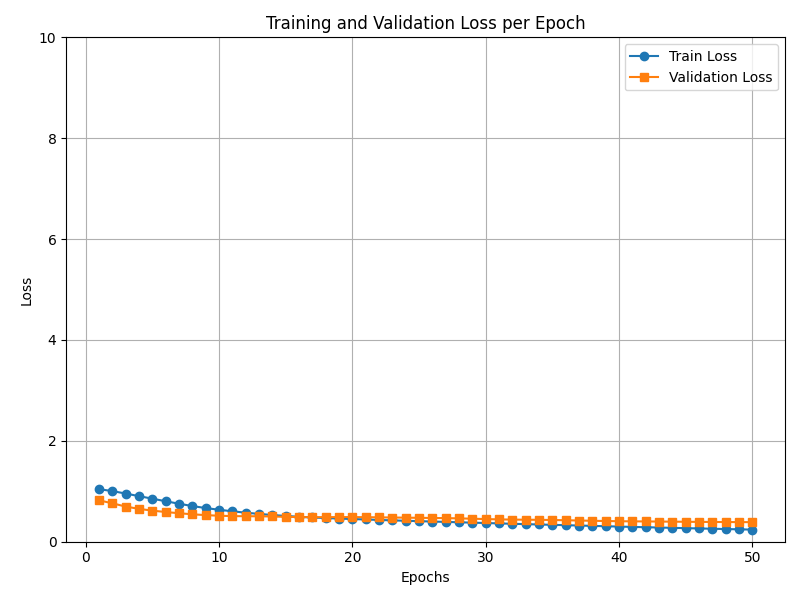 Training and Validation Loss per Epoch
Train Loss
Validation Loss
Loss
10
8
6
4
2
0
0 10 20 30 40 50
Epochs